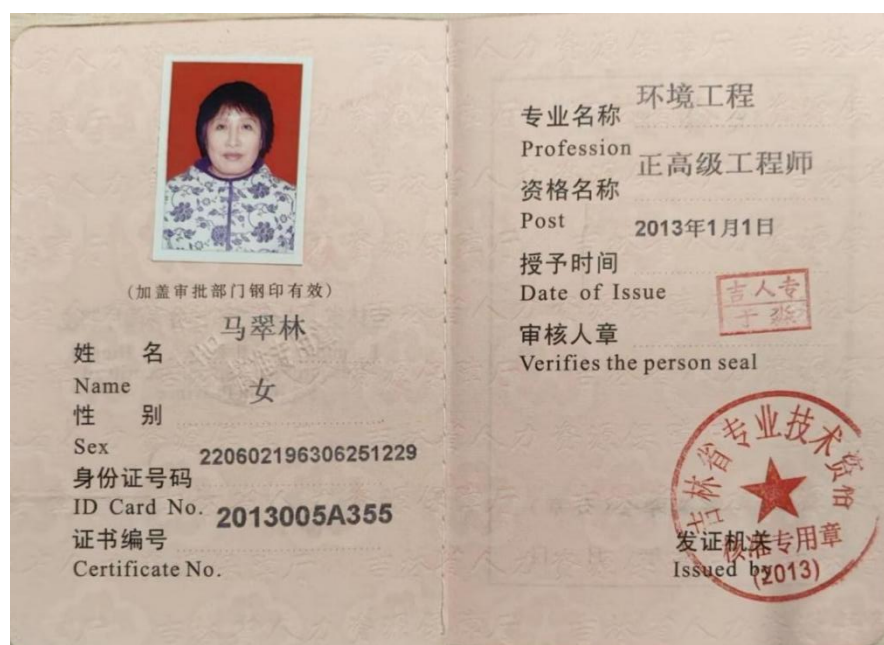 (加盖审批部门钢印有效)
马翠林
姓 名
Name
女
性 别
Sex
220602196306251229
身份证号码
ID Card No.
2013005A355
证书编号
Certificate No.
环境工程
专业名称
Profession
正高级工程师
资格名称
Post
2013年1月1日
授予时间
Date of Issue
吉人专
审核人章
Verifies the person seal
吉林省专业技术资格
发证机关
核准专用章
Issued by
(2013)